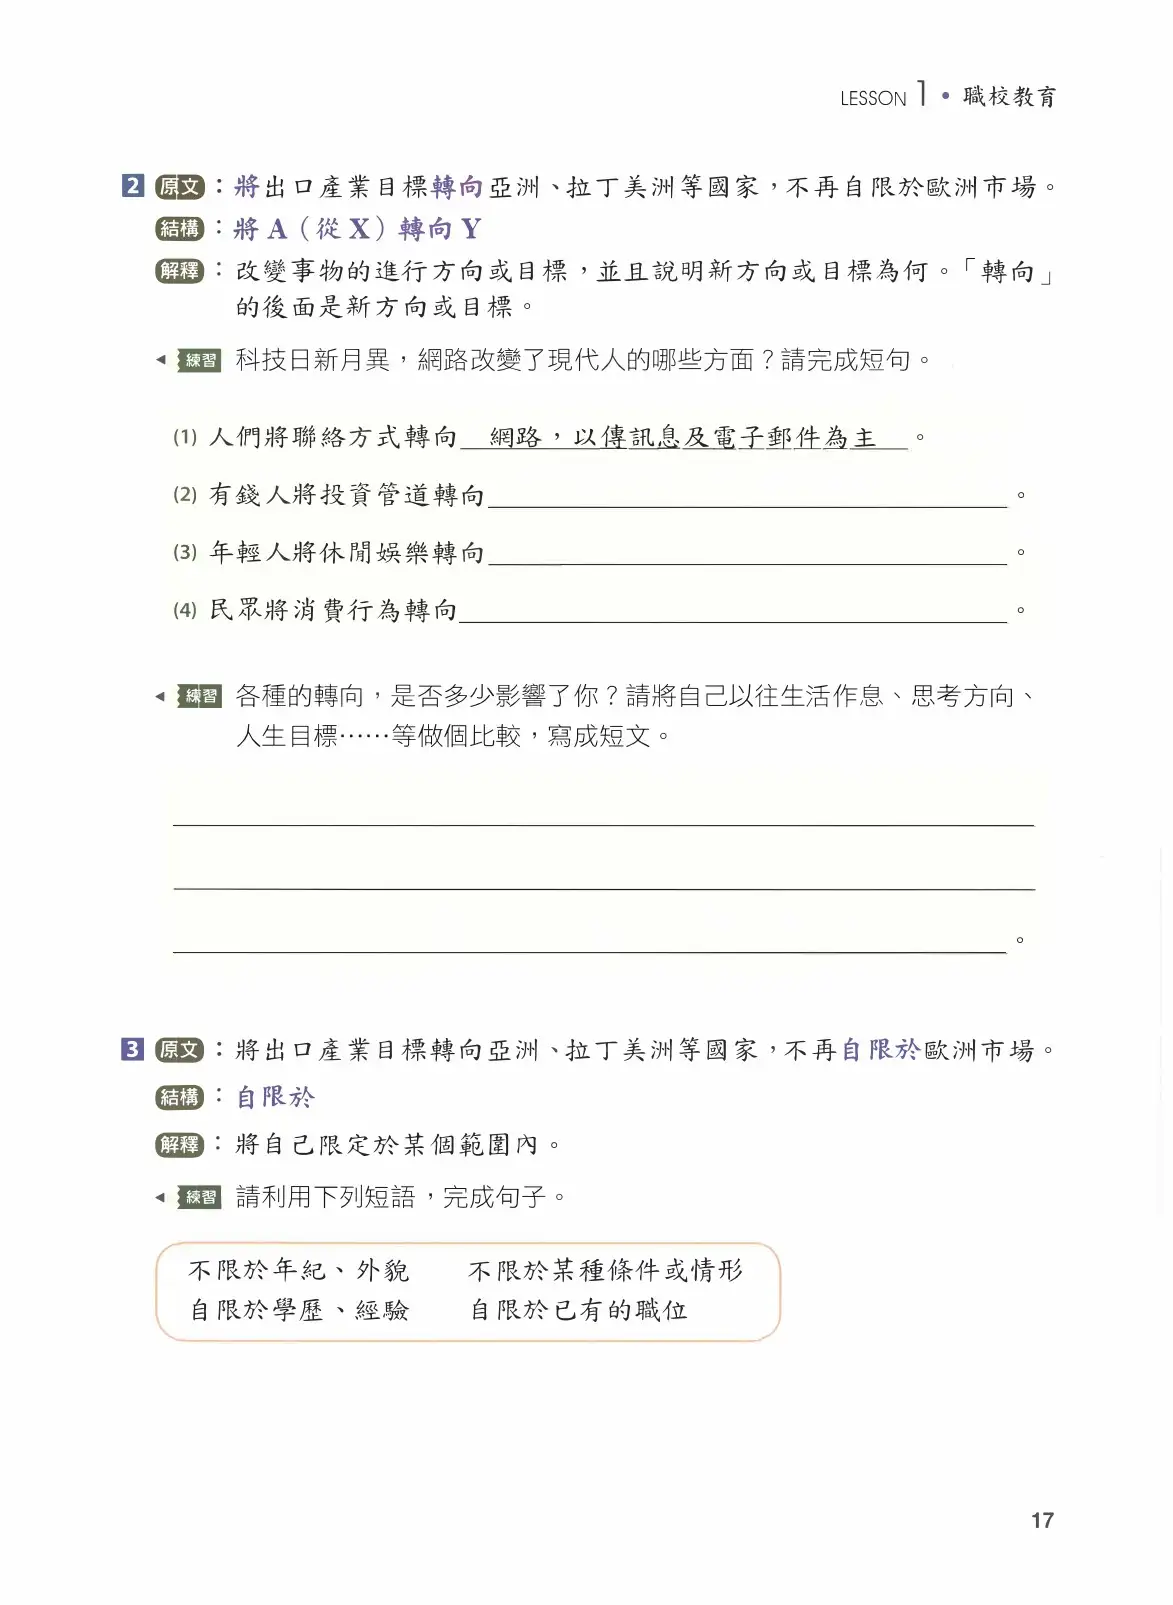 LESSON 1 • 職校教育
2 原文：將出口產業目標轉向亞洲、拉丁美洲等國家，不再自限於歐洲市場。
結構：將 A（從 X）轉向 Y
解釋：改變事物的進行方向或目標，並且說明新方向或目標為何。「轉向」
的後面是新方向或目標。
練習 科技日新月異，網路改變了現代人的哪些方面？請完成短句。
(1) 人們將聯絡方式轉向 網路，以傳訊息及電子郵件為主 。
(2) 有錢人將投資管道轉向 。
(3) 年輕人將休閒娛樂轉向 。
(4) 民眾將消費行為轉向 。
練習 各種的轉向，是否多少影響了你？請將自己以往生活作息、思考方向、
人生目標……等做個比較，寫成短文。
。
3 原文：將出口產業目標轉向亞洲、拉丁美洲等國家，不再自限於歐洲市場。
結構：自限於
解釋：將自己限定於某個範圍內。
練習 請利用下列短語，完成句子。
不限於年紀、外貌 不限於某種條件或情形
自限於學歷、經驗 自限於已有的職位
17